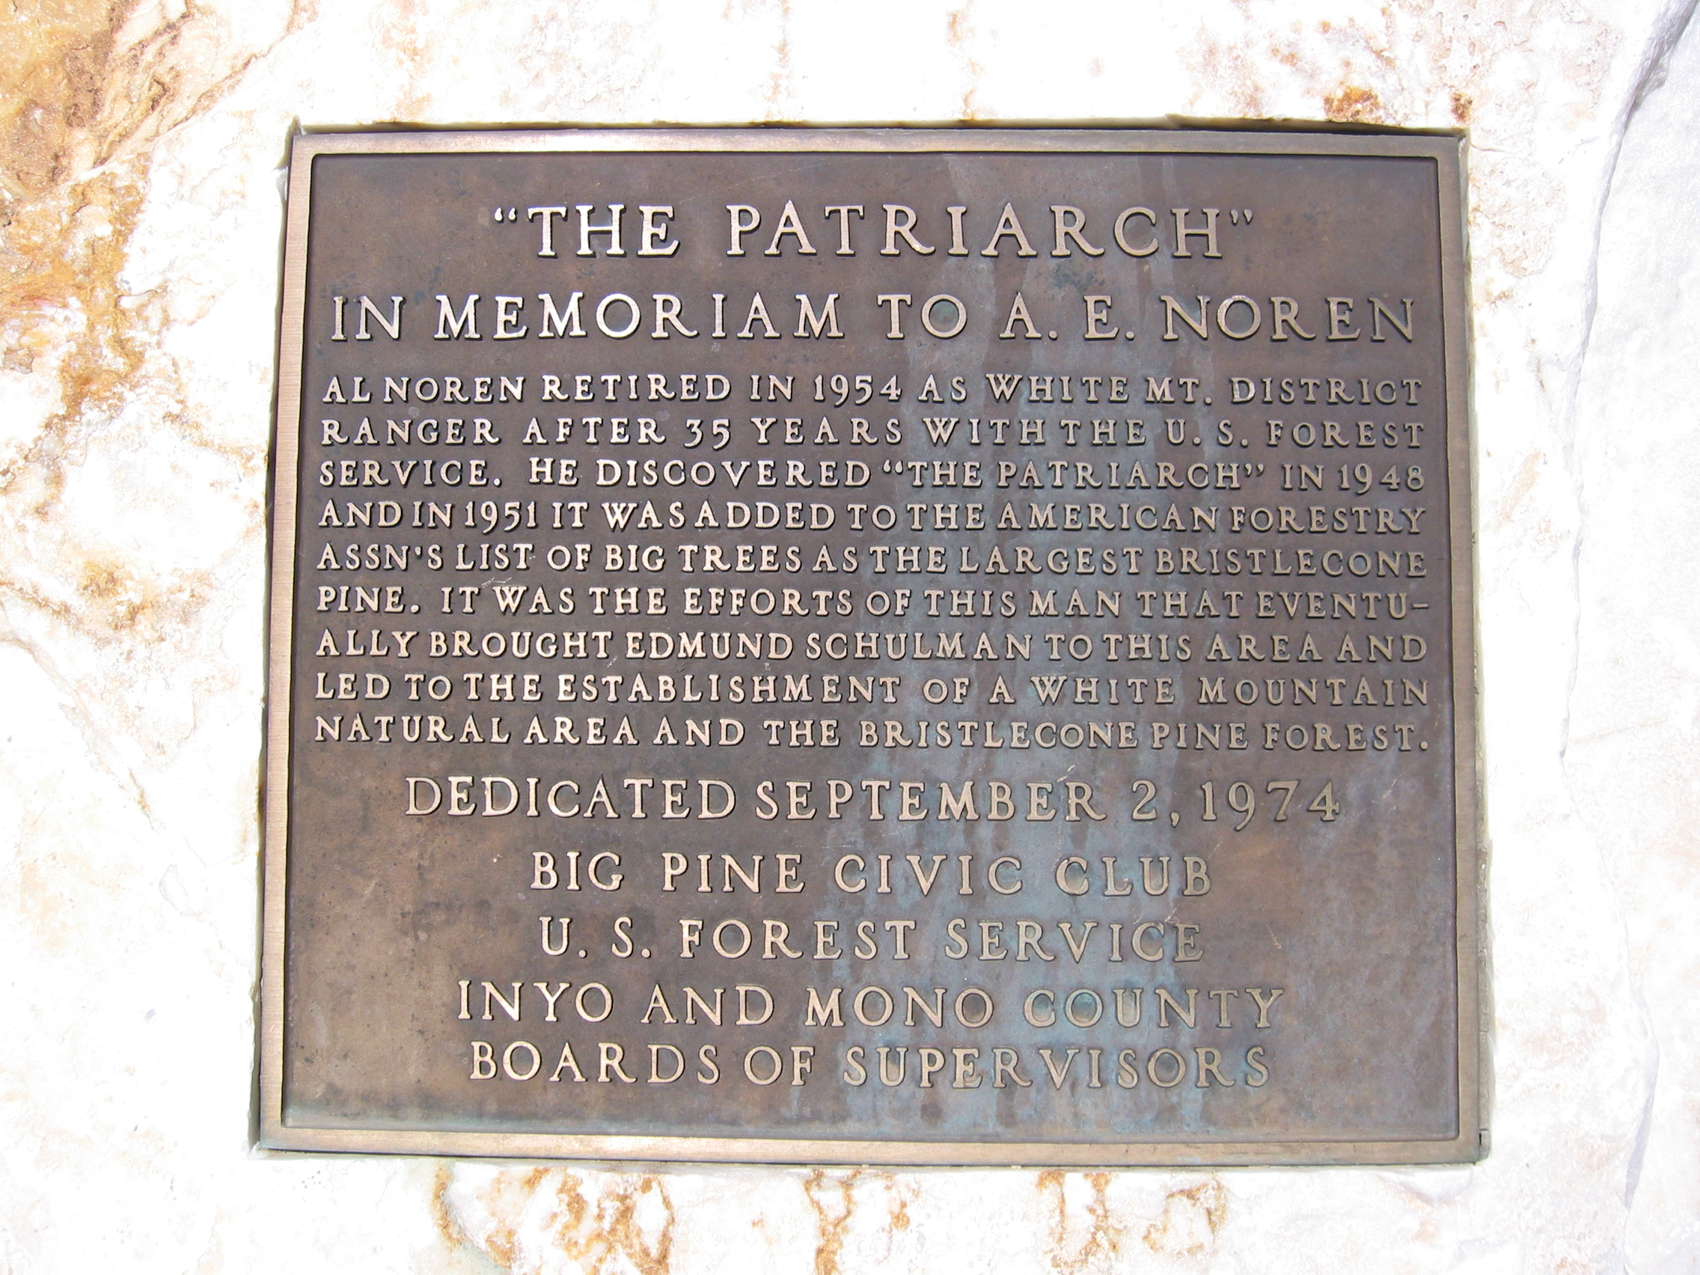 "THE PATRIARCH"
IN MEMORIAM TO A. E. NOREN
AL NOREN RETIRED IN 1954 AS WHITE MT. DISTRICT
RANGER AFTER 35 YEARS WITH THE U. S. FOREST
SERVICE. HE DISCOVERED "THE PATRIARCH" IN 1948
AND IN 1951 IT WAS ADDED TO THE AMERICAN FORESTRY
ASSN'S LIST OF BIG TREES AS THE LARGEST BRISTLECONE
PINE. IT WAS THE EFFORTS OF THIS MAN THAT EVENTU-
ALLY BROUGHT EDMUND SCHULMAN TO THIS AREA AND
LED TO THE ESTABLISHMENT OF A WHITE MOUNTAIN
NATURAL AREA AND THE BRISTLECONE PINE FOREST.
DEDICATED SEPTEMBER 2, 1974
BIG PINE CIVIC CLUB
U. S. FOREST SERVICE
INYO AND MONO COUNTY
BOARDS OF SUPERVISORS